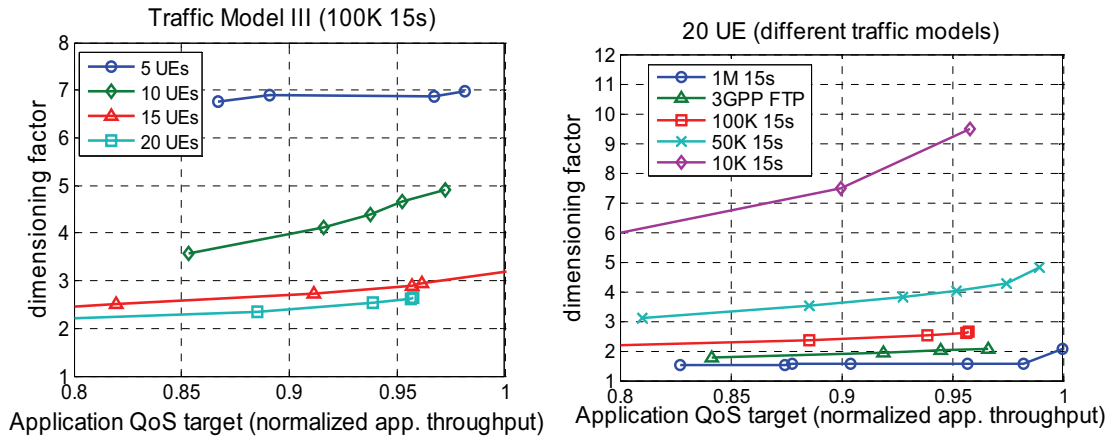 Traffic Model III (100K 15s)
8
7
6
5
4
3
2
1
dimensioning factor
5 UEs
10 UEs
15 UEs
20 UEs
0.8 0.85 0.9 0.95 1
Application QoS target (normalized app. throughput)
20 UE (different traffic models)
12
11
10
9
8
7
6
5
4
3
2
1
dimensioning factor
1M 15s
3GPP FTP
100K 15s
50K 15s
10K 15s
0.8 0.85 0.9 0.95 1
Application QoS target (normalized app. throughput)